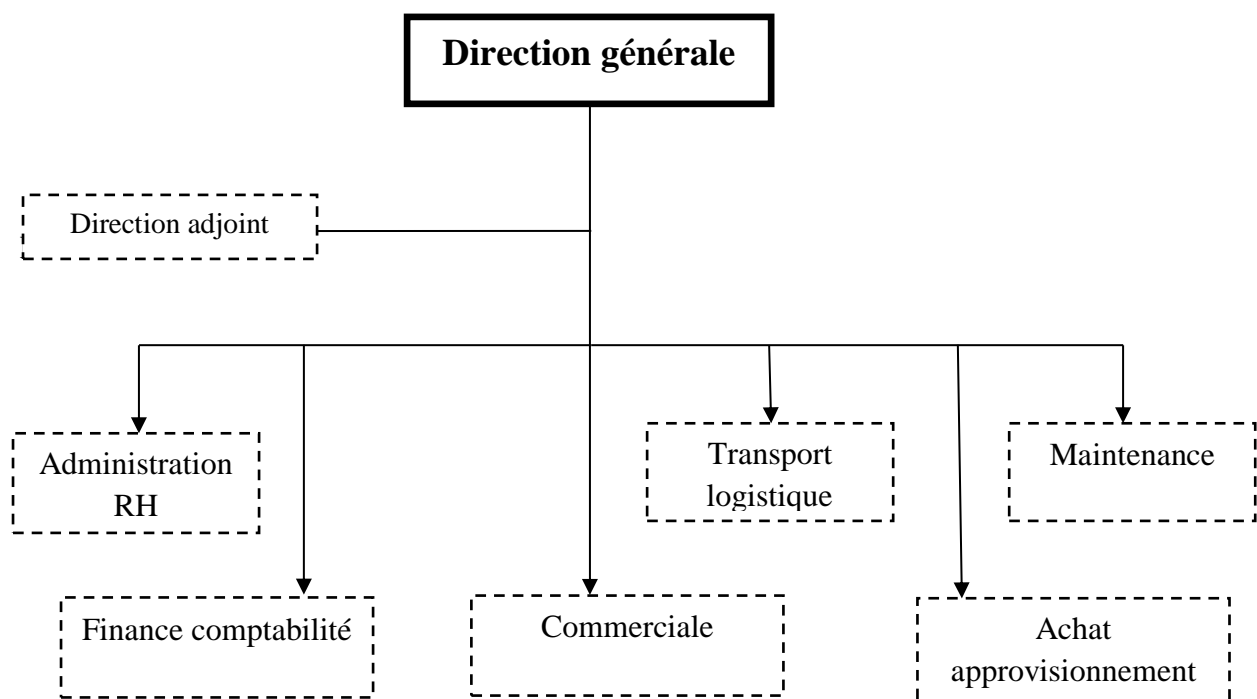 Direction générale
Direction adjoint
Administration
RH
Transport
logistique
Maintenance
Finance comptabilité
Commerciale
Achat
approvisionnement